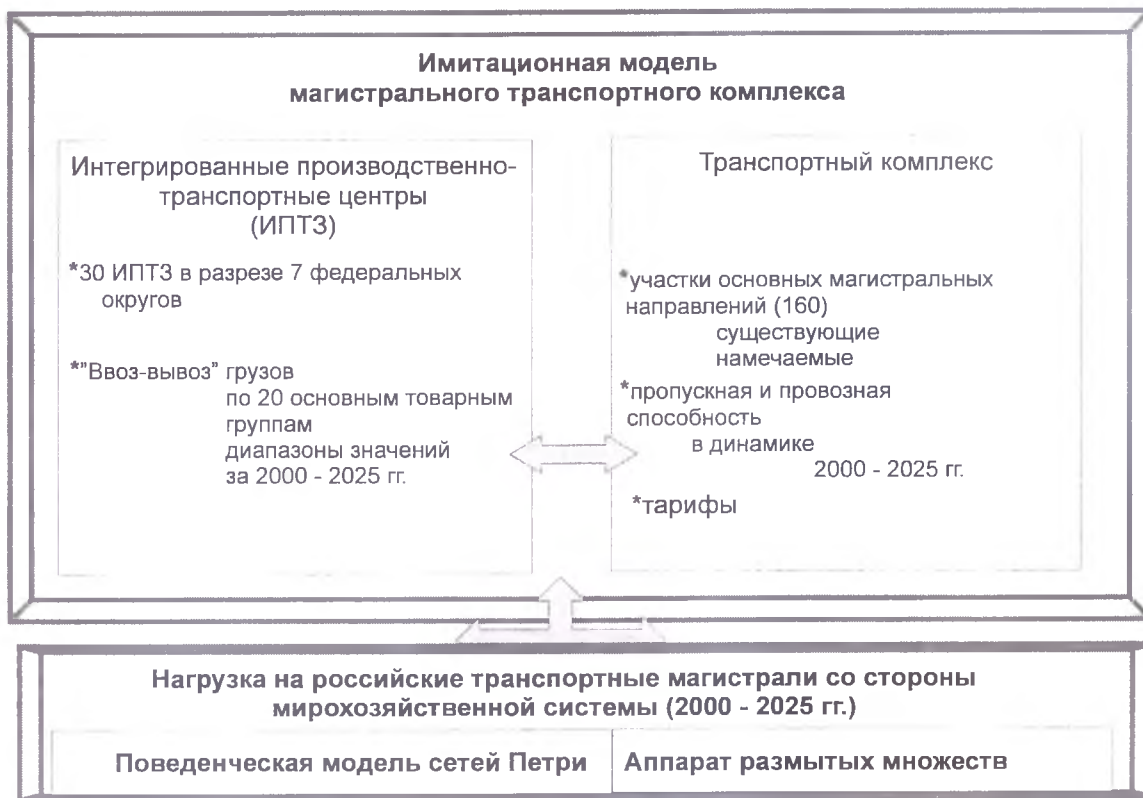 Имитационная модель
магистрального транспортного комплекса
Интегрированные производственно-
транспортные центры
(ИПТЗ)
*30 ИПТЗ в разрезе 7 федеральных
округов
*"Ввоз-вывоз" грузов
по 20 основным товарным
группам
диапазоны значений
за 2000 - 2025 гг.
Транспортный комплекс
*участки основных магистральных
направлений (160)
существующие
намечаемые
*пропускная и провозная
способность
в динамике
2000 - 2025 гг.
*тарифы
Нагрузка на российские транспортные магистрали со стороны
мирохозяйственной системы (2000 - 2025 гг.)
Поведенческая модель сетей Петри
Аппарат размытых множеств